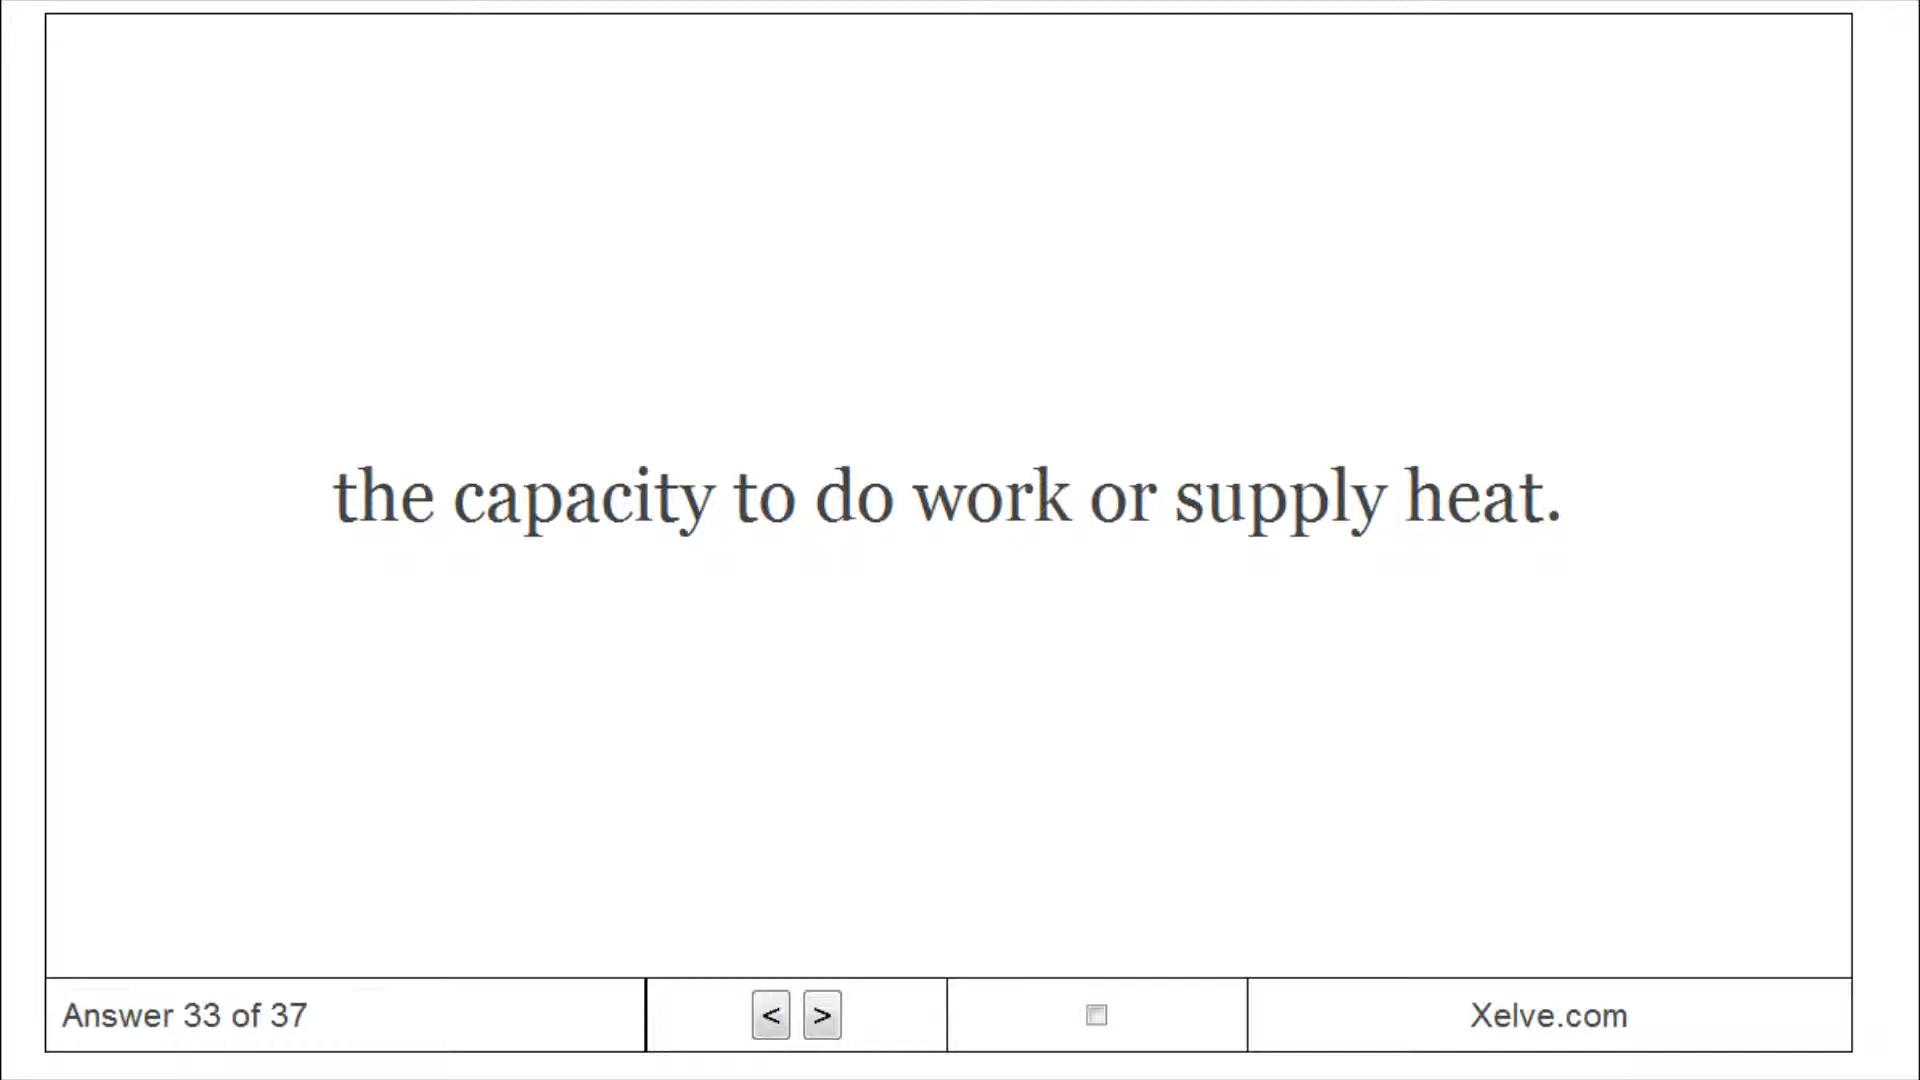 the capacity to do work or supply heat.
Answer 33 of 37
< >
Xelve.com